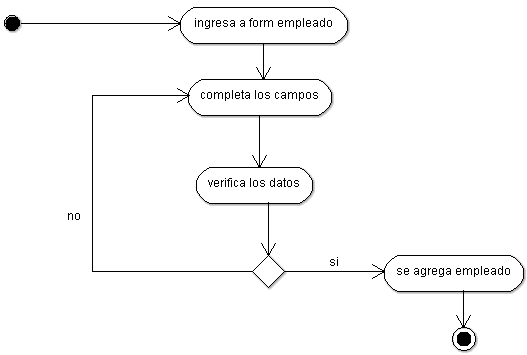 ingresa a form empleado
completa los campos
verifica los datos
no
si
se agrega empleado